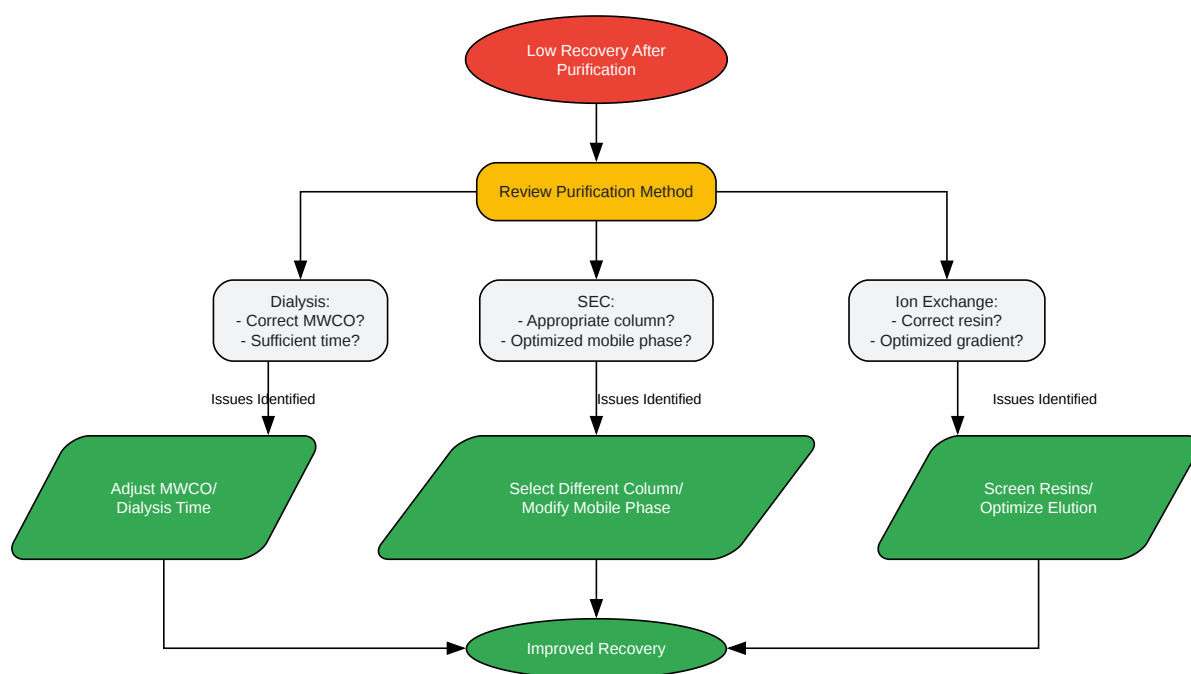 Low Recovery After
Purification
Review Purification Method
Dialysis:
- Correct MWCO?
- Sufficient time?
SEC:
- Appropriate column?
- Optimized mobile phase?
Ion Exchange:
- Correct resin?
- Optimized gradient?
Issues Identified
Issues Identified
Issues Identified
Adjust MWCO/
Dialysis Time
Select Different Column/
Modify Mobile Phase
Screen Resins/
Optimize Elution
Improved Recovery